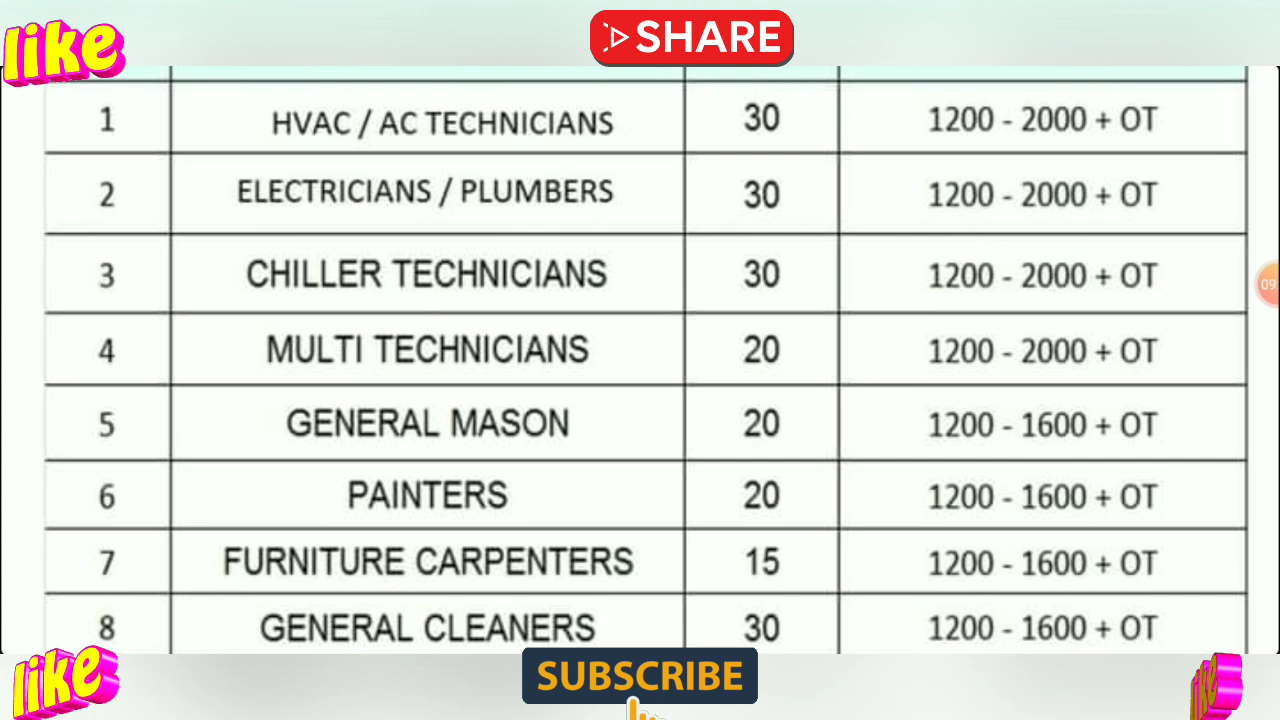 like
SHARE
1 HVAC / AC TECHNICIANS 30 1200 - 2000 + OT
2 ELECTRICIANS / PLUMBERS 30 1200 - 2000 + OT
3 CHILLER TECHNICIANS 30 1200 - 2000 + OT
09
4 MULTI TECHNICIANS 20 1200 - 2000 + OT
5 GENERAL MASON 20 1200 - 1600 + OT
6 PAINTERS 20 1200 - 1600 + OT
7 FURNITURE CARPENTERS 15 1200 - 1600 + OT
8 GENERAL CLEANERS 30 1200 - 1600 + OT
like
SUBSCRIBE
like